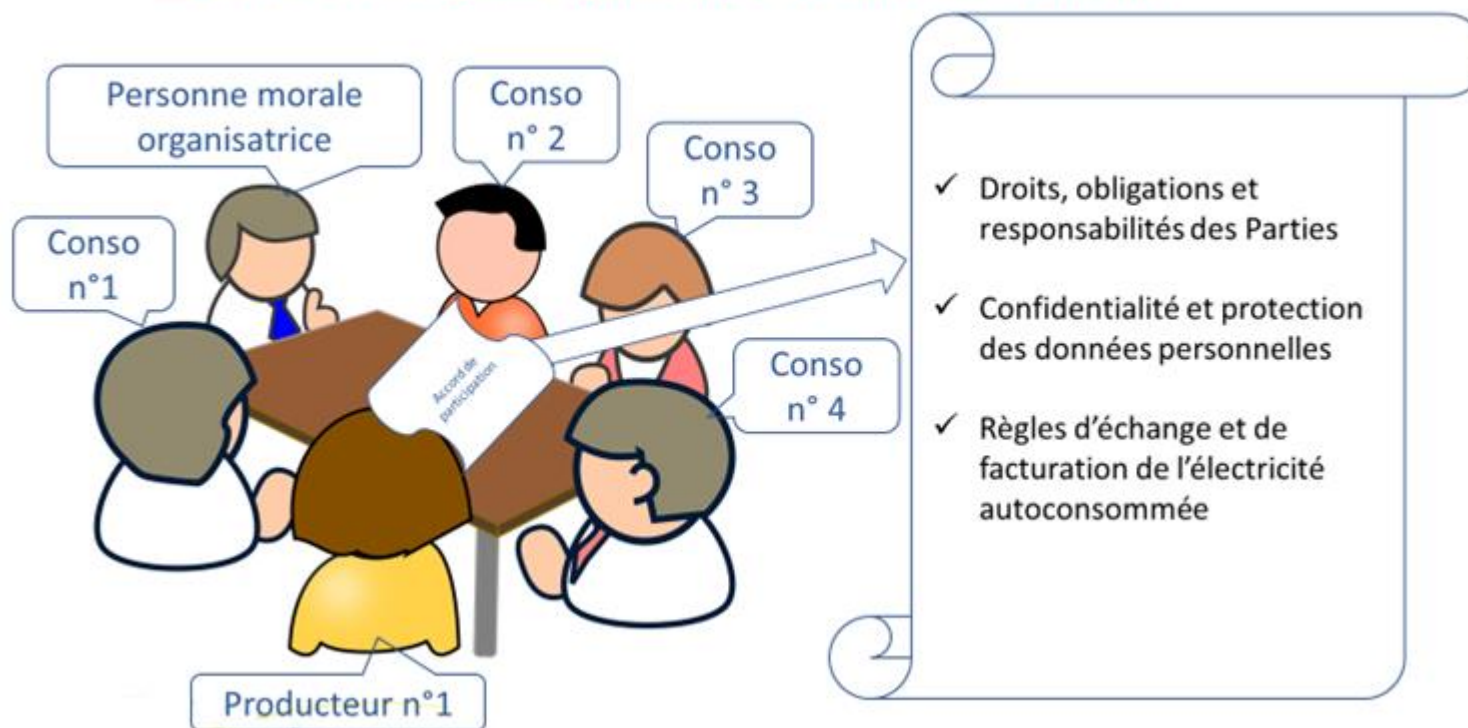 Personne morale
organisatrice
Conso
n° 2
Conso
n° 3
Conso
n°1
Conso
n° 4
Accord de
participation
Producteur n°1
✓ Droits, obligations et
responsabilités des Parties
✓ Confidentialité et protection
des données personnelles
✓ Règles d'échange et de
facturation de l'électricité
autoconsommée